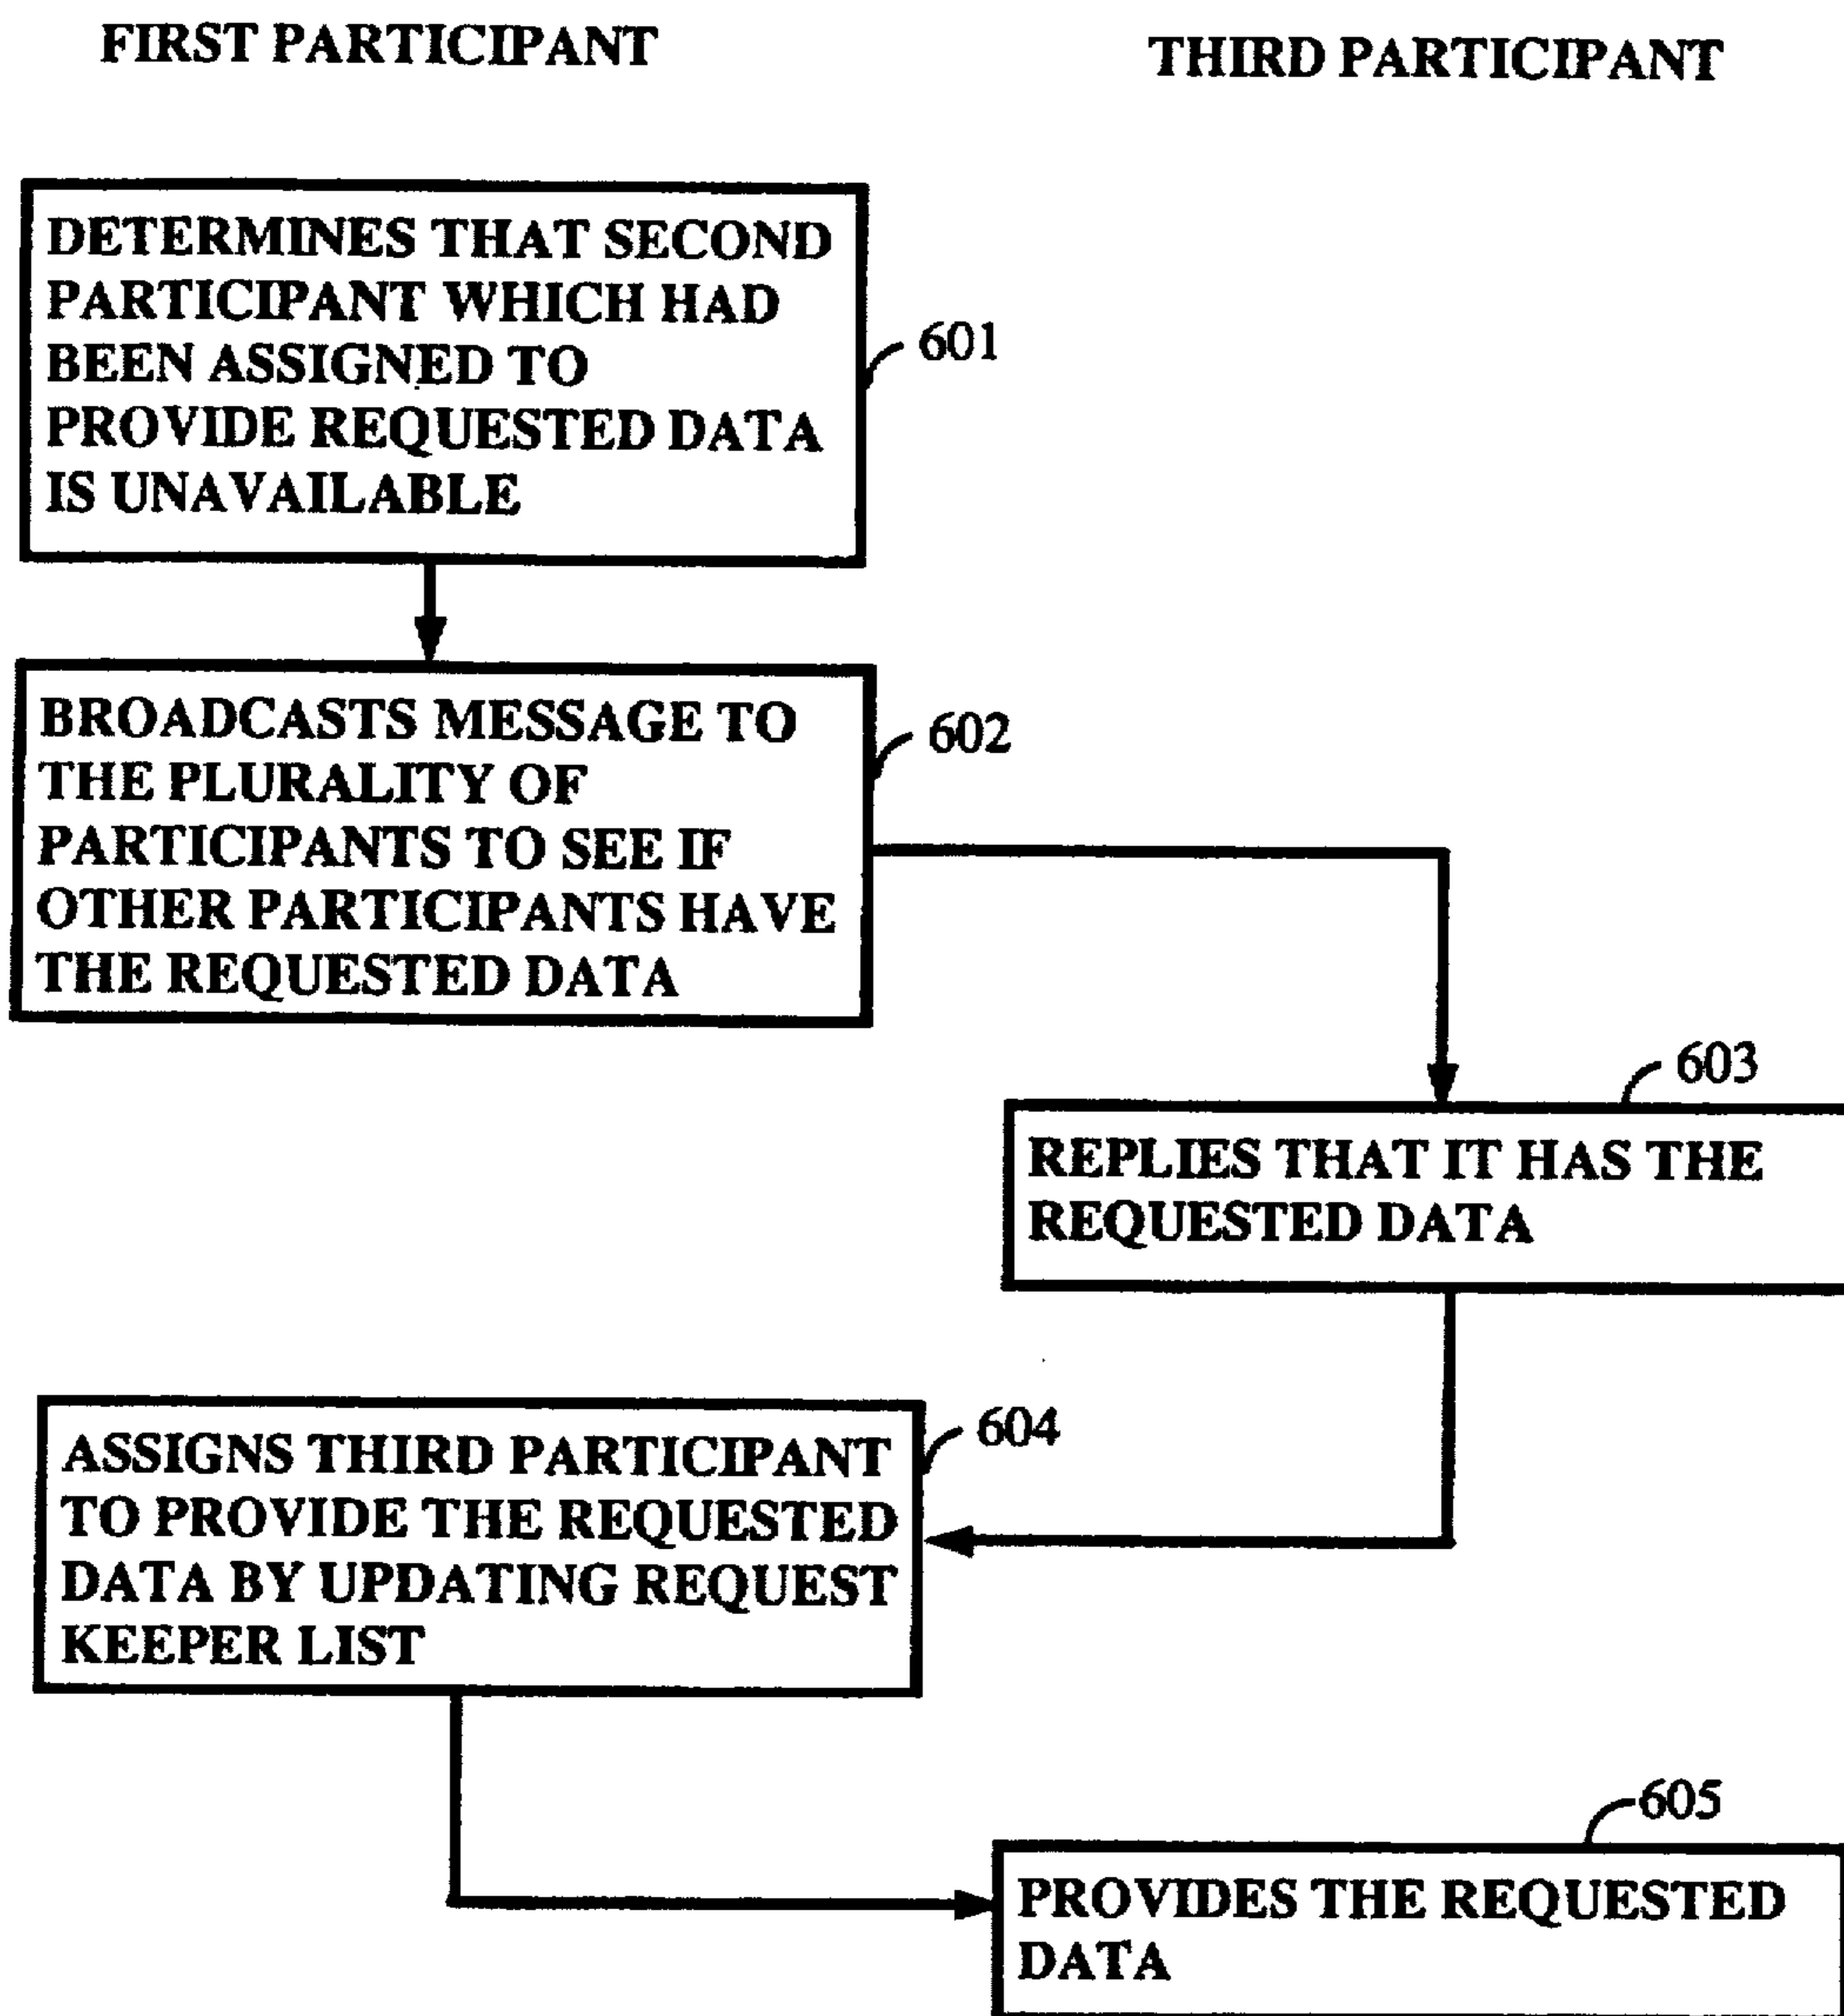 FIRST PARTICIPANT
THIRD PARTICIPANT
DETERMINES THAT SECOND
PARTICIPANT WHICH HAD
BEEN ASSIGNED TO
PROVIDE REQUESTED DATA
IS UNAVAILABLE
601
BROADCASTS MESSAGE TO
THE PLURALITY OF
PARTICIPANTS TO SEE IF
OTHER PARTICIPANTS HAVE
THE REQUESTED DATA
602
603
REPLIES THAT IT HAS THE
REQUESTED DATA
604
ASSIGNS THIRD PARTICIPANT
TO PROVIDE THE REQUESTED
DATA BY UPDATING REQUEST
KEEPER LIST
605
PROVIDES THE REQUESTED
DATA